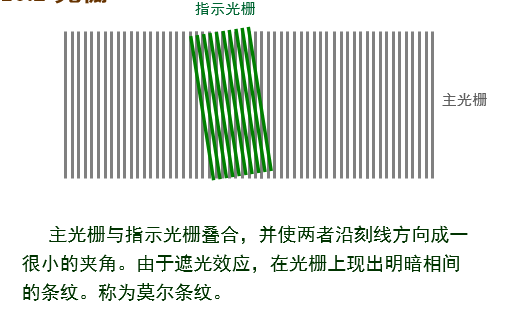 指示光栅
主光栅
主光栅与指示光栅叠合，并使两者沿刻线方向成一
很小的夹角。由于遮光效应，在光栅上现出明暗相间
的条纹。称为莫尔条纹。